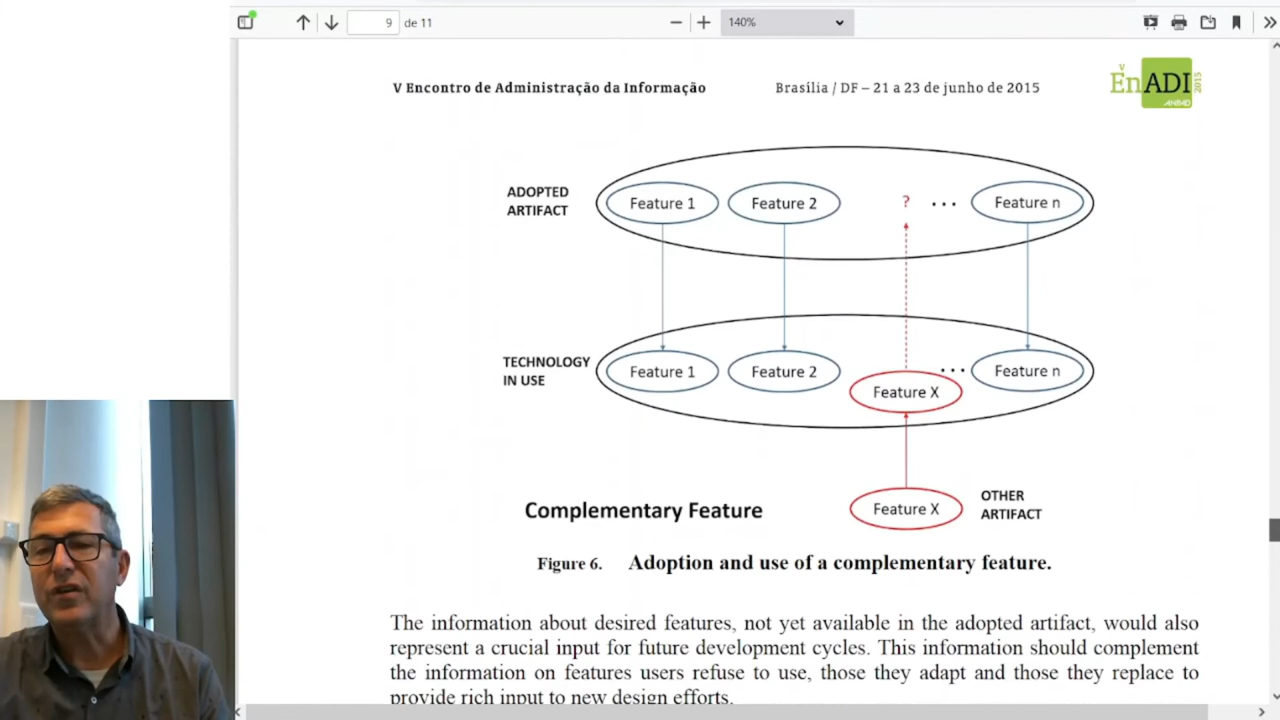 9 de 11
140%
V Encontro de Administração da Informação
Brasília / DF – 21 a 23 de junho de 2015
V
EnADI
2015
ANPAD
ADOPTED
ARTIFACT
Feature 1
Feature 2
?
...
Feature n
TECHNOLOGY
IN USE
Feature 1
Feature 2
Feature X
...
Feature n
Complementary Feature
Feature X
OTHER
ARTIFACT
Figure 6. Adoption and use of a complementary feature.
The information about desired features, not yet available in the adopted artifact, would also
represent a crucial input for future development cycles. This information should complement
the information on features users refuse to use, those they adapt and those they replace to
provide rich input to new design efforts.